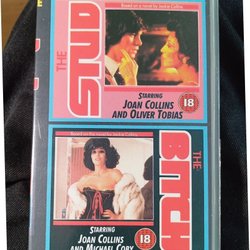 THE
STUD
Based on a novel by Jackie Collins
STARRING
JOAN COLLINS
AND OLIVER TOBIAS
18
THE
BITCH
Based on the novel by Jackie Collins
STARRING
JOAN COLLINS
AND MICHAEL COBY
18